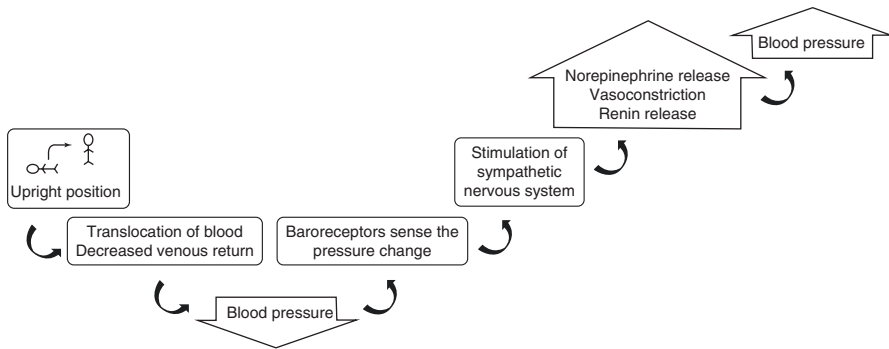 Upright position
Translocation of blood
Decreased venous return
Blood pressure
Baroreceptors sense the
pressure change
Stimulation of
sympathetic
nervous system
Norepinephrine release
Vasoconstriction
Renin release
Blood pressure